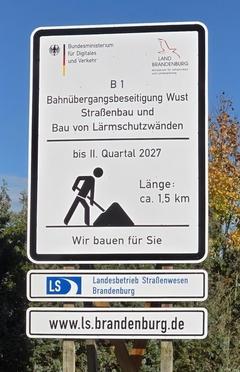 Bundesministerium
für Digitales
und Verkehr
LAND
BRANDENBURG
B 1
Bahnübergangsbeseitigung Wust
Straßenbau und
Bau von Lärmschutzwänden
bis II. Quartal 2027
Länge:
ca. 1,5 km
Wir bauen für Sie
LS
Landesbetrieb Straßenwesen
Brandenburg
www.ls.brandenburg.de